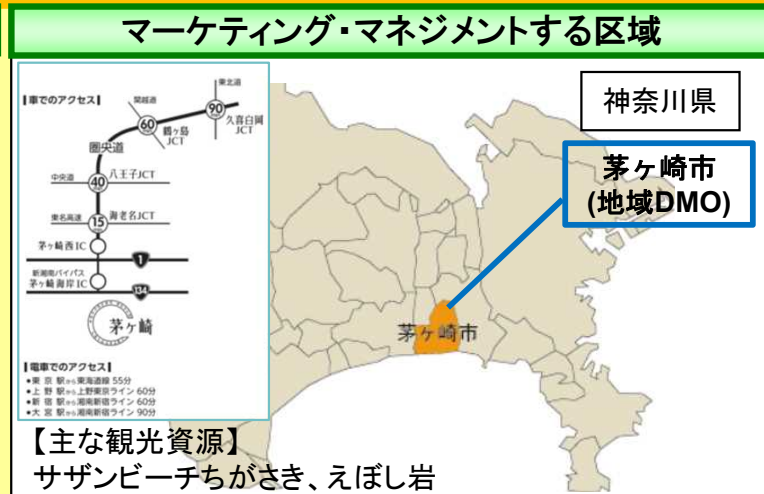 マーケティング・マネジメントする区域
┃車でのアクセス┃
東北道
関越道
90
久喜白岡
JCT
60
鶴ヶ島
JCT
圏央道
中央道
40
八王子JCT
東名高速
15
海老名JCT
茅ヶ崎西IC
1
新湘南バイパス
茅ヶ崎海岸IC
134
茅ヶ崎
┃電車でのアクセス┃
●東京駅から東海道線 55分
●上野駅から上野東京ライン 60分
●新宿駅から湘南新宿ライン 60分
●大宮駅から湘南新宿ライン 90分
神奈川県
茅ヶ崎市
(地域DMO)
茅ヶ崎市
【主な観光資源】
サザンビーチちがさき、えぼし岩